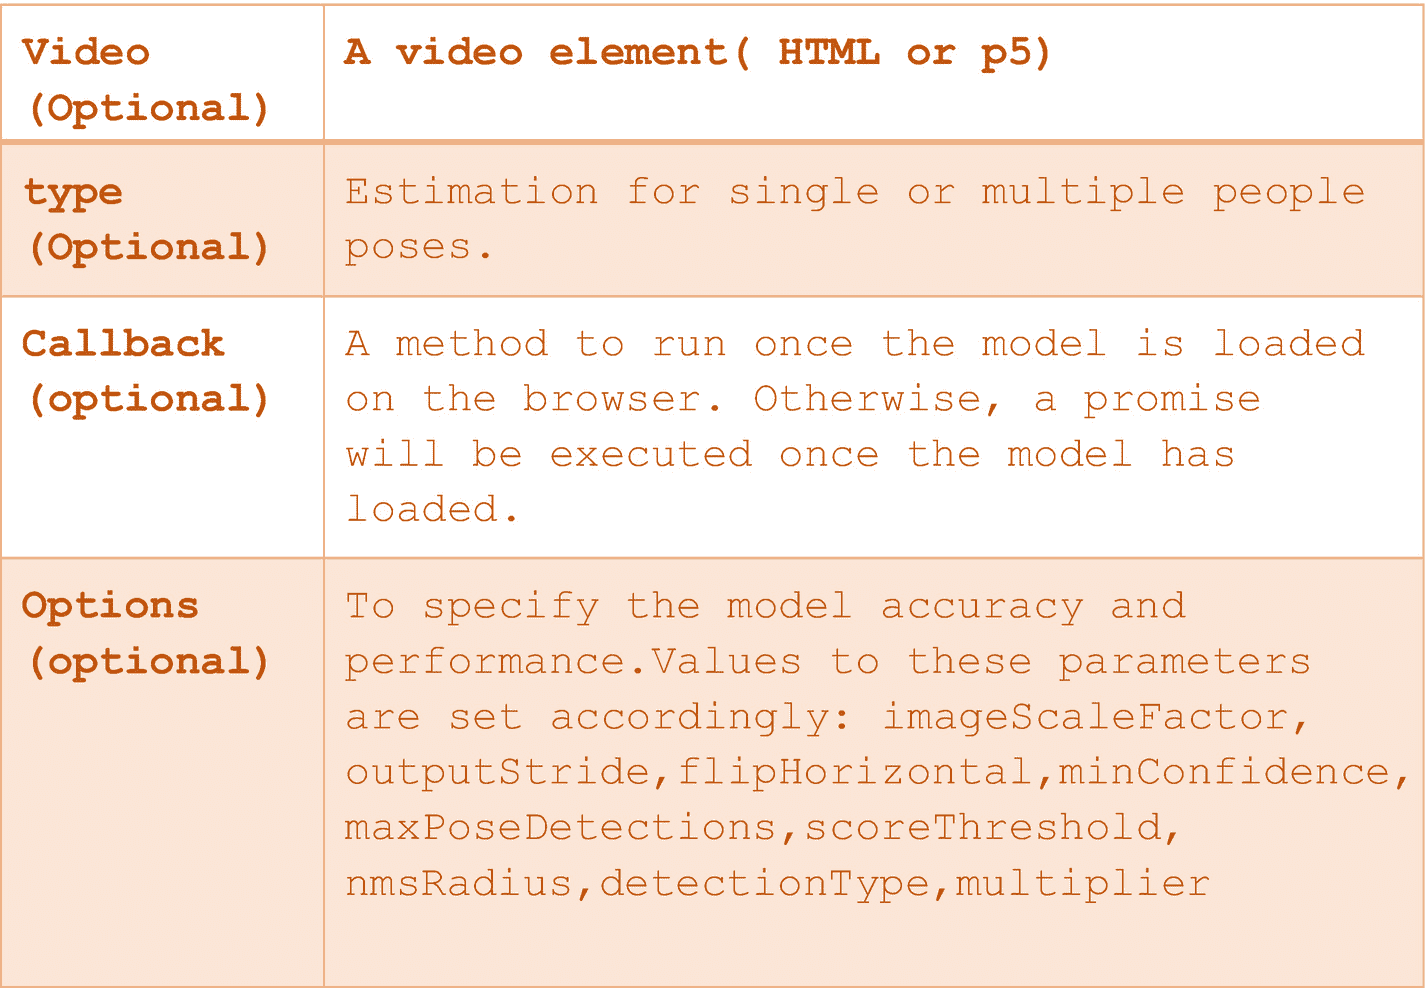 Video
(Optional)
A video element( HTML or p5)
type
(Optional)
Estimation for single or multiple people
poses.
Callback
(optional)
A method to run once the model is loaded
on the browser. Otherwise, a promise
will be executed once the model has
loaded.
Options
(optional)
To specify the model accuracy and
performance.Values to these parameters
are set accordingly: imageScaleFactor,
outputStride,flipHorizontal,minConfidence,
maxPoseDetections,scoreThreshold,
nmsRadius,detectionType,multiplier